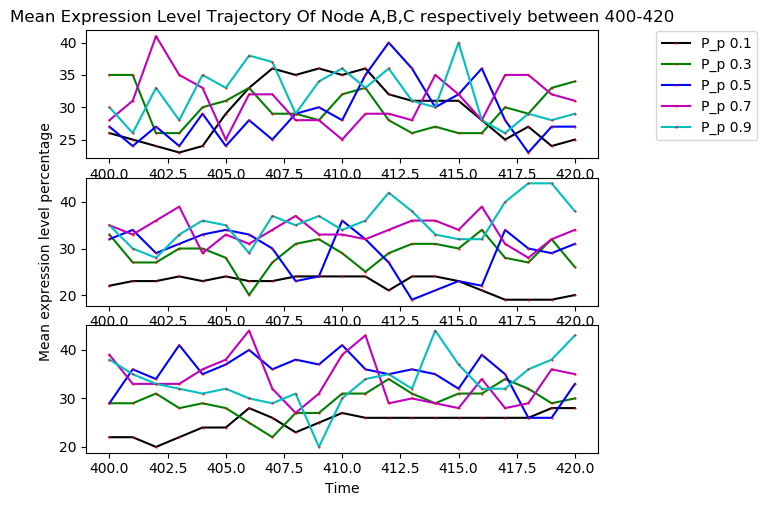 Mean Expression Level Trajectory Of Node A,B,C respectively between 400-420
P_p 0.1
P_p 0.3
P_p 0.5
P_p 0.7
P_p 0.9
Mean expression level percentage
40
35
30
25
400.0 402.5 405.0 407.5 410.0 412.5 415.0 417.5 420.0
40
30
20
400.0 402.5 405.0 407.5 410.0 412.5 415.0 417.5 420.0
40
30
20
400.0 402.5 405.0 407.5 410.0 412.5 415.0 417.5 420.0
Time